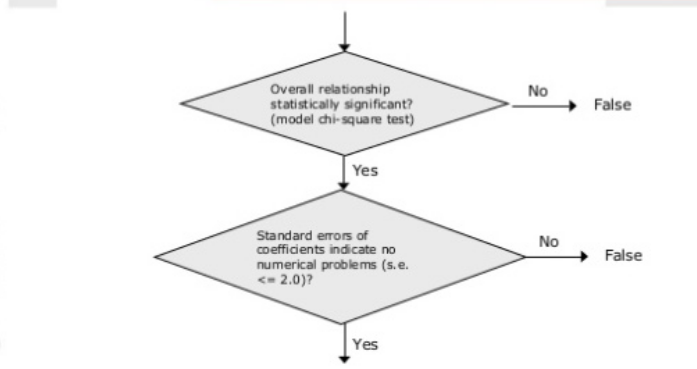 Overall relationship
statistically significant?
(model chi-square test)
No
False
Yes
Standard errors of
coefficients indicate no
numerical problems (s.e.
<= 2.0)?
No
False
Yes